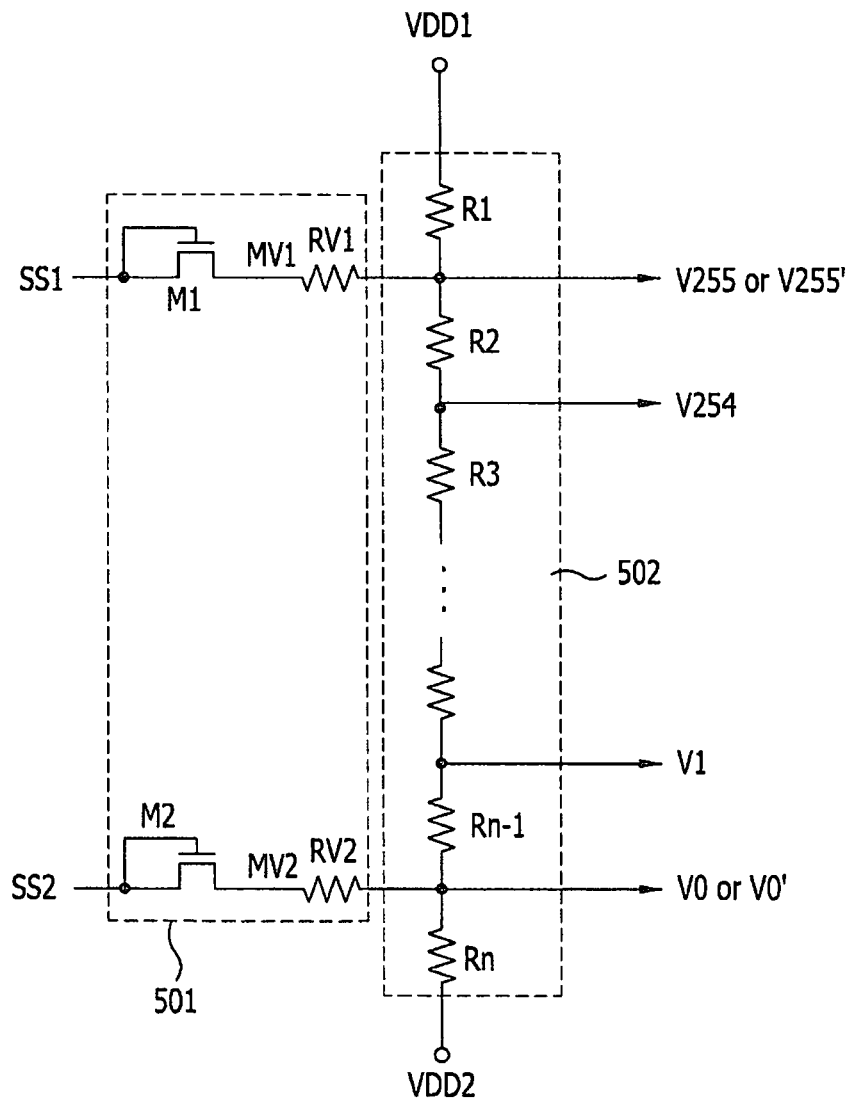 VDD1
R1
RV1
MV1
SS1
M1
V255 or V255'
R2
V254
R3
502
V1
M2
Rn-1
RV2
MV2
SS2
V0 or V0'
Rn
501
VDD2